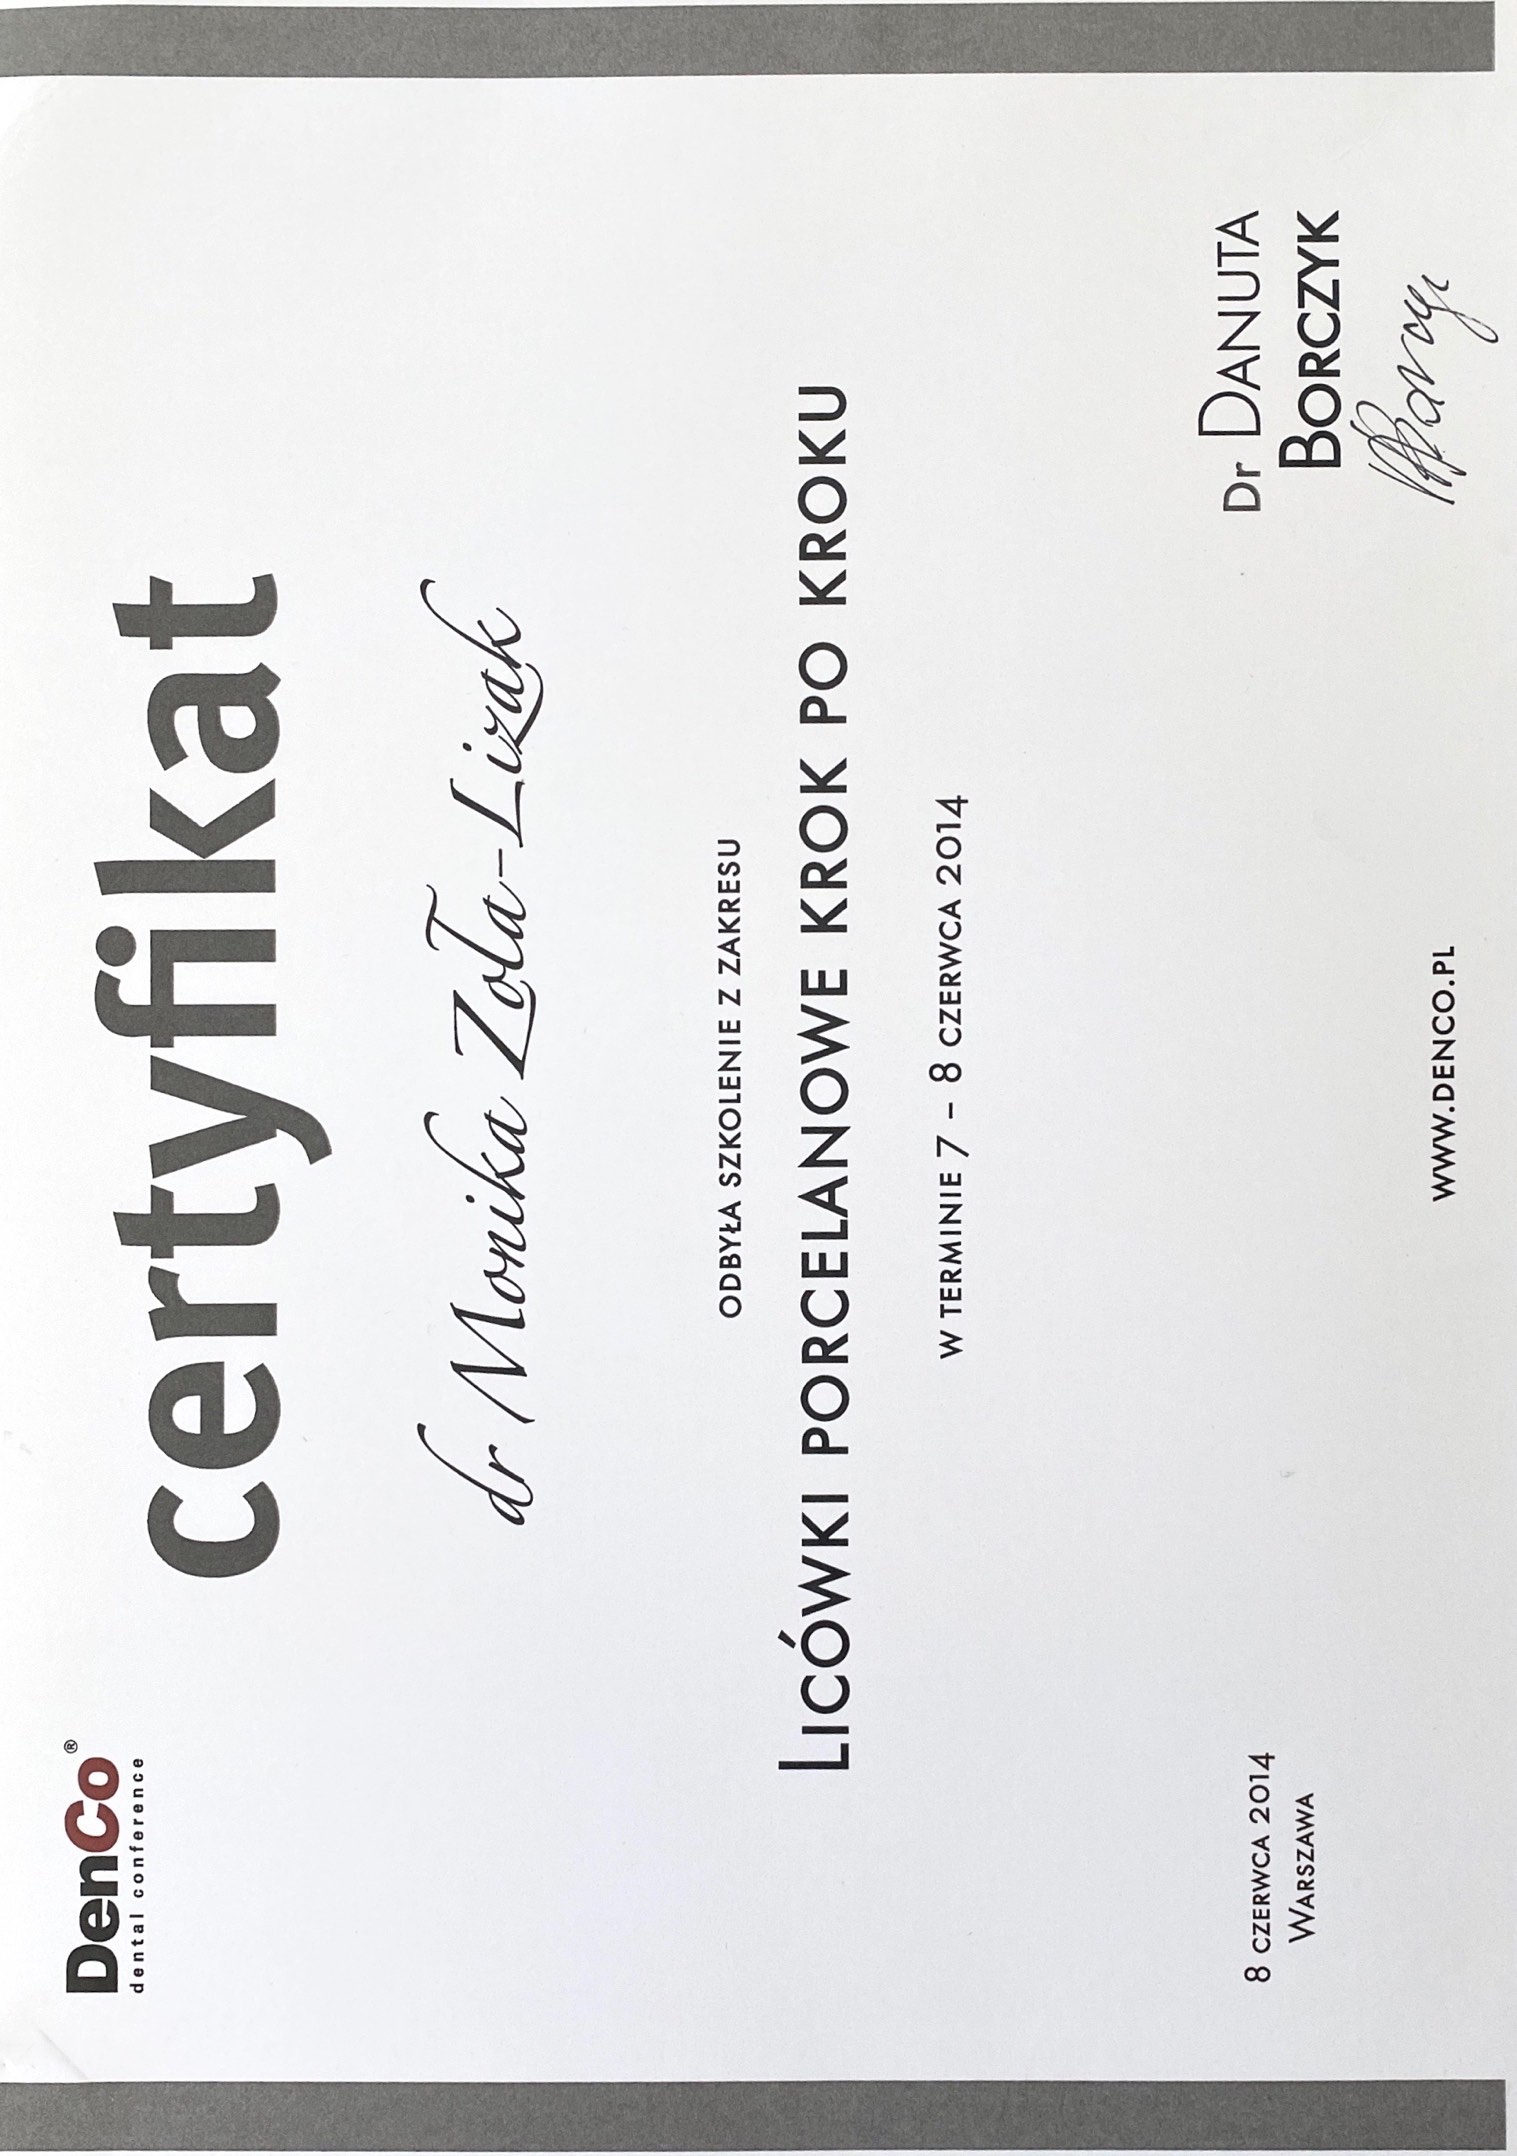 DenCo®
dental conference
certyfikat
dr Monika Zoła-Lizak
ODBYŁA SZKOLENIE Z ZAKRESU
LICÓWKI PORCELANOWE KROK PO KROKU
W TERMINIE 7 – 8 CZERWCA 2014
8 CZERWCA 2014
WARSZAWA
Dr DANUTA
BORCZYK
WWW.DENCO.PL